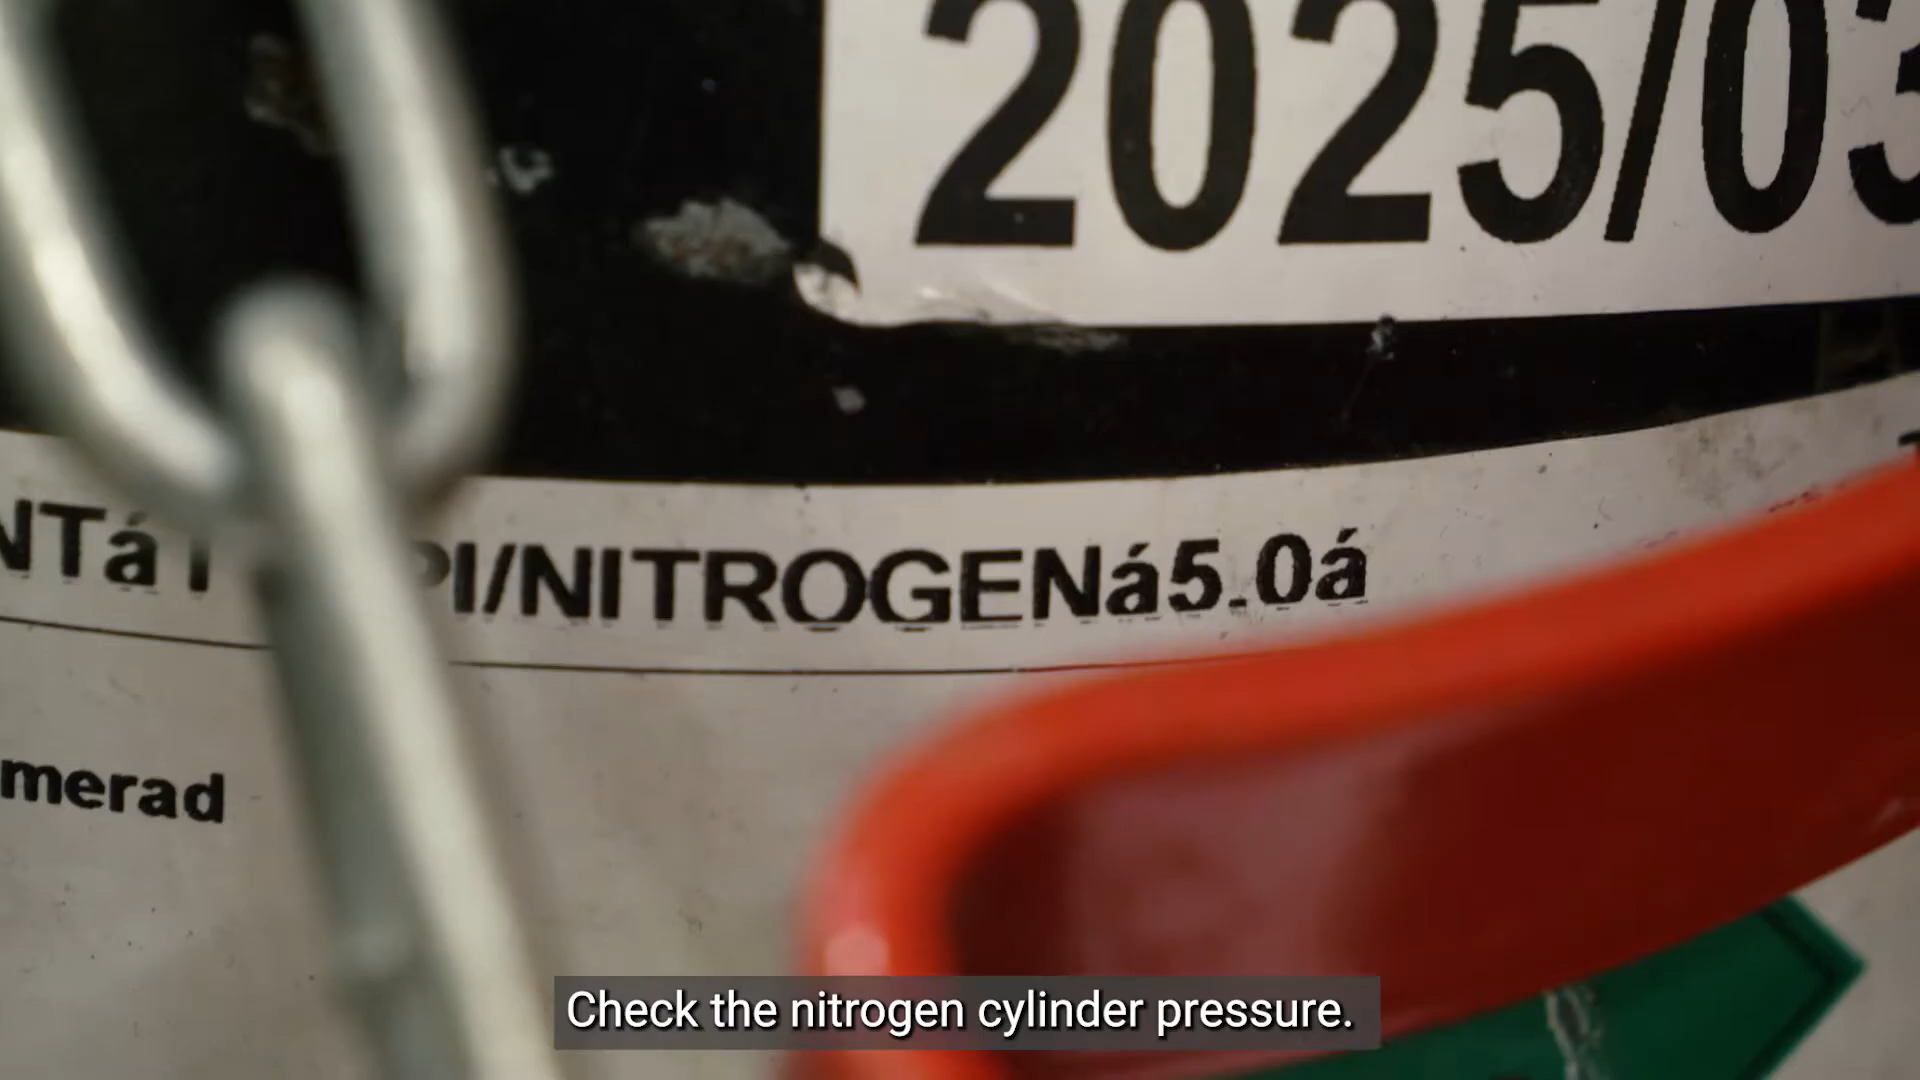 2025/03
NTá T PI/NITROGENá5.0á
merad
Check the nitrogen cylinder pressure.